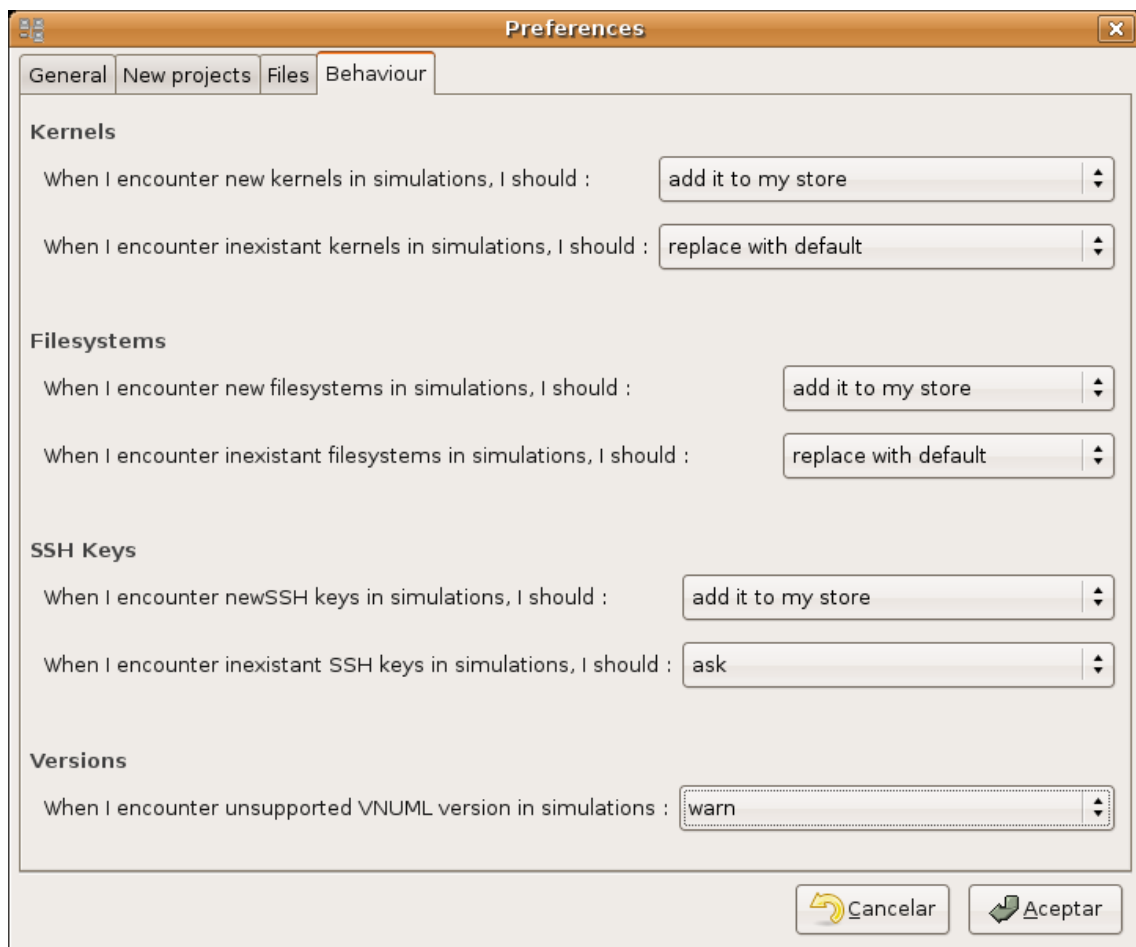 Preferences
General New projects Files Behaviour
Kernels
When I encounter new kernels in simulations, I should : add it to my store
When I encounter inexistant kernels in simulations, I should : replace with default
Filesystems
When I encounter new filesystems in simulations, I should : add it to my store
When I encounter inexistant filesystems in simulations, I should : replace with default
SSH Keys
When I encounter newSSH keys in simulations, I should : add it to my store
When I encounter inexistant SSH keys in simulations, I should : ask
Versions
When I encounter unsupported VNUML version in simulations : warn
Cancelar Aceptar